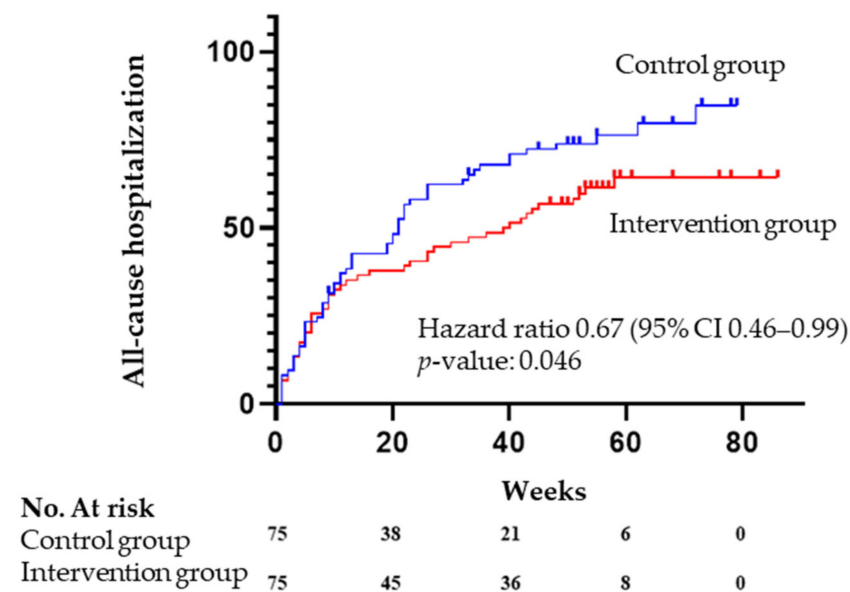 100
Control group
All-cause hospitalization
50
Intervention group
Hazard ratio 0.67 (95% CI 0.46–0.99)
p-value: 0.046
0
0 20 40 60 80
Weeks
No. At risk
Control group 75 38 21 6 0
Intervention group 75 45 36 8 0